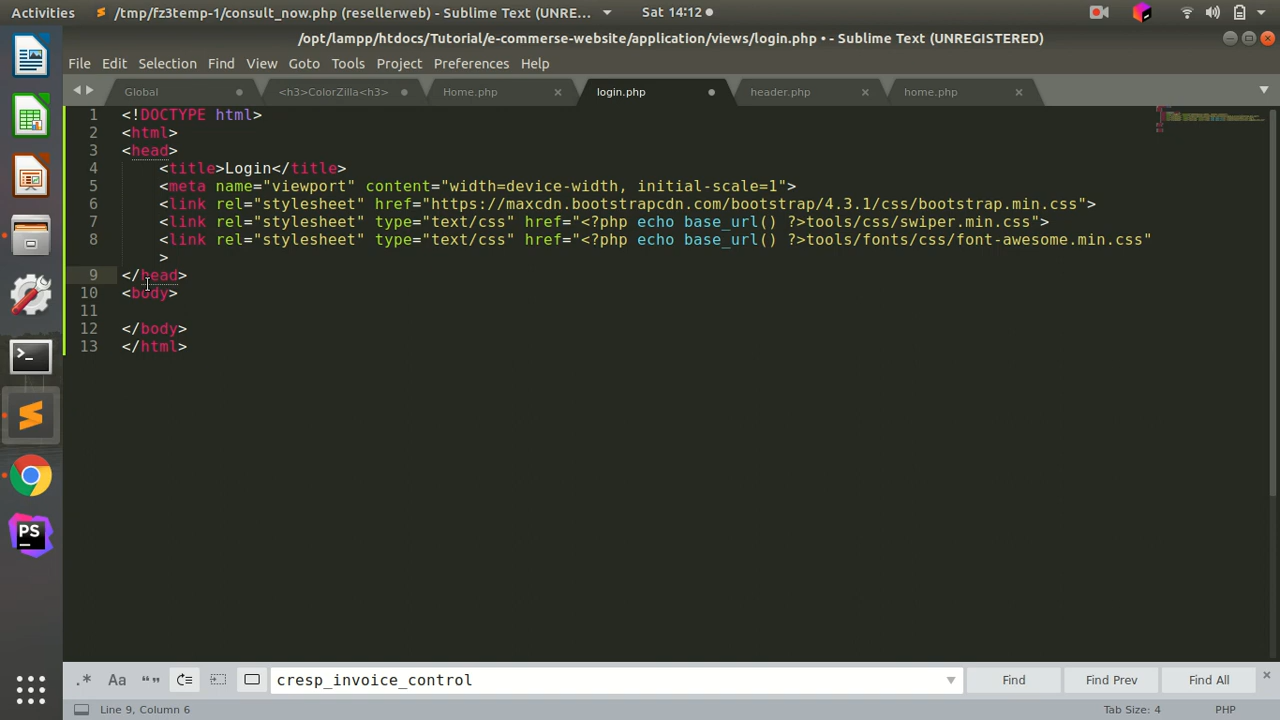 Activities
/tmp/fz3temp-1/consult_now.php (resellerweb) - Sublime Text (UNRE...
Sat 14:12
/opt/lampp/htdocs/Tutorial/e-commerse-website/application/views/login.php • - Sublime Text (UNREGISTERED)
File Edit Selection Find View Goto Tools Project Preferences Help
Global <h3>ColorZilla<h3> Home.php login.php header.php home.php
1 <!DOCTYPE html>
2 <html>
3 <head>
4 <title>Login</title>
5 <meta name="viewport" content="width=device-width, initial-scale=1">
6 <link rel="stylesheet" href="https://maxcdn.bootstrapcdn.com/bootstrap/4.3.1/css/bootstrap.min.css">
7 <link rel="stylesheet" type="text/css" href="<?php echo base_url() ?>tools/css/swiper.min.css">
8 <link rel="stylesheet" type="text/css" href="<?php echo base_url() ?>tools/fonts/css/font-awesome.min.css"
>
9 </head>
10 <body>
11
12 </body>
13 </html>
PS
.* Aa “” cresp_invoice_control Find Find Prev Find All
Line 9, Column 6 Tab Size: 4 PHP